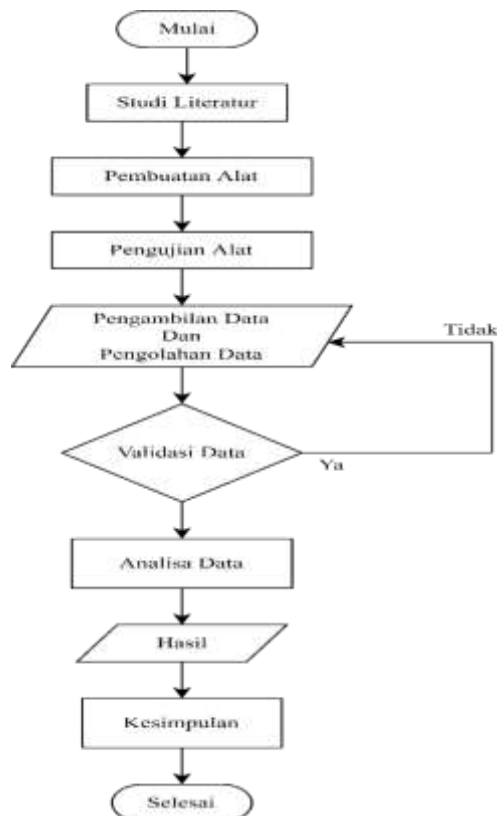 Mulai
Studi Literatur
Pembuatan Alat
Pengujian Alat
Pengambilan Data
Dan
Pengolahan Data
Tidak
Validasi Data
Ya
Analisa Data
Hasil
Kesimpulan
Selesai